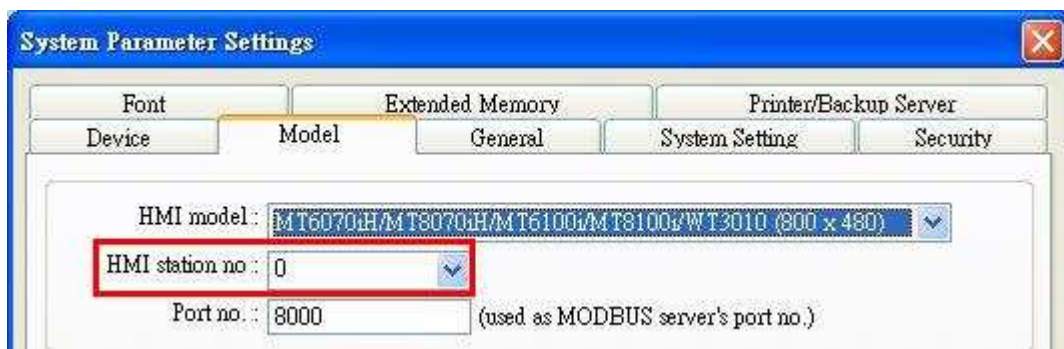 System Parameter Settings
Font Extended Memory Printer/Backup Server
Device Model General System Setting Security
HMI model : MT6070iH/MT8070iH/MT6100i/MT8100i/WT3010 (800 x 480)
HMI station no : 0
Port no. : 8000 (used as MODBUS server's port no.)